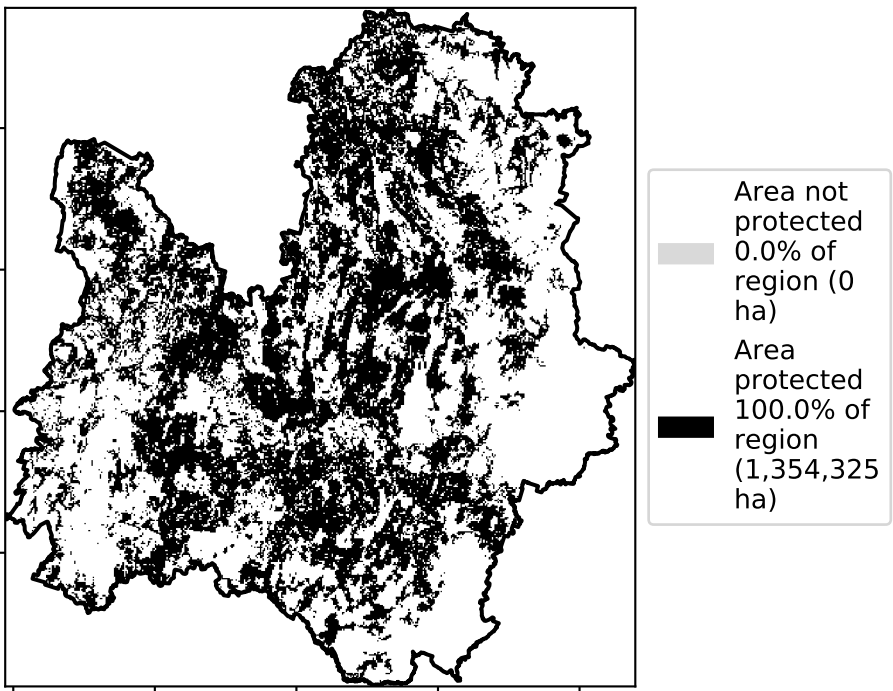 Area not
protected
0.0% of
region (0
ha)
Area
protected
100.0% of
region
(1,354,325
ha)